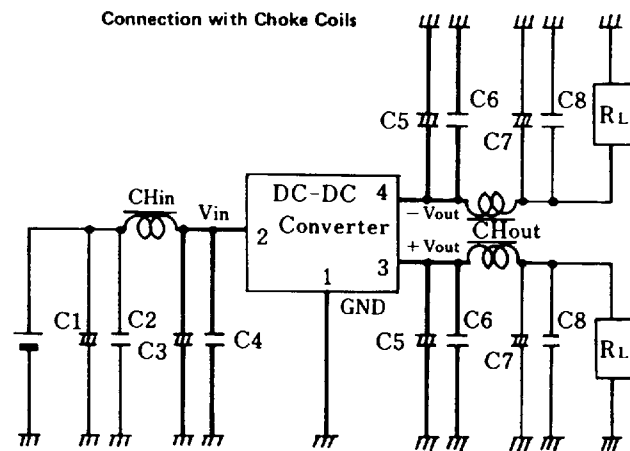 Connection with Choke Coils
C5
C6
C7
C8
RL
CHin
Vin
DC-DC
Converter
4
2
3
1
GND
− Vout
+ Vout
CHout
C1
C2
C3
C4
C5
C6
C7
C8
RL